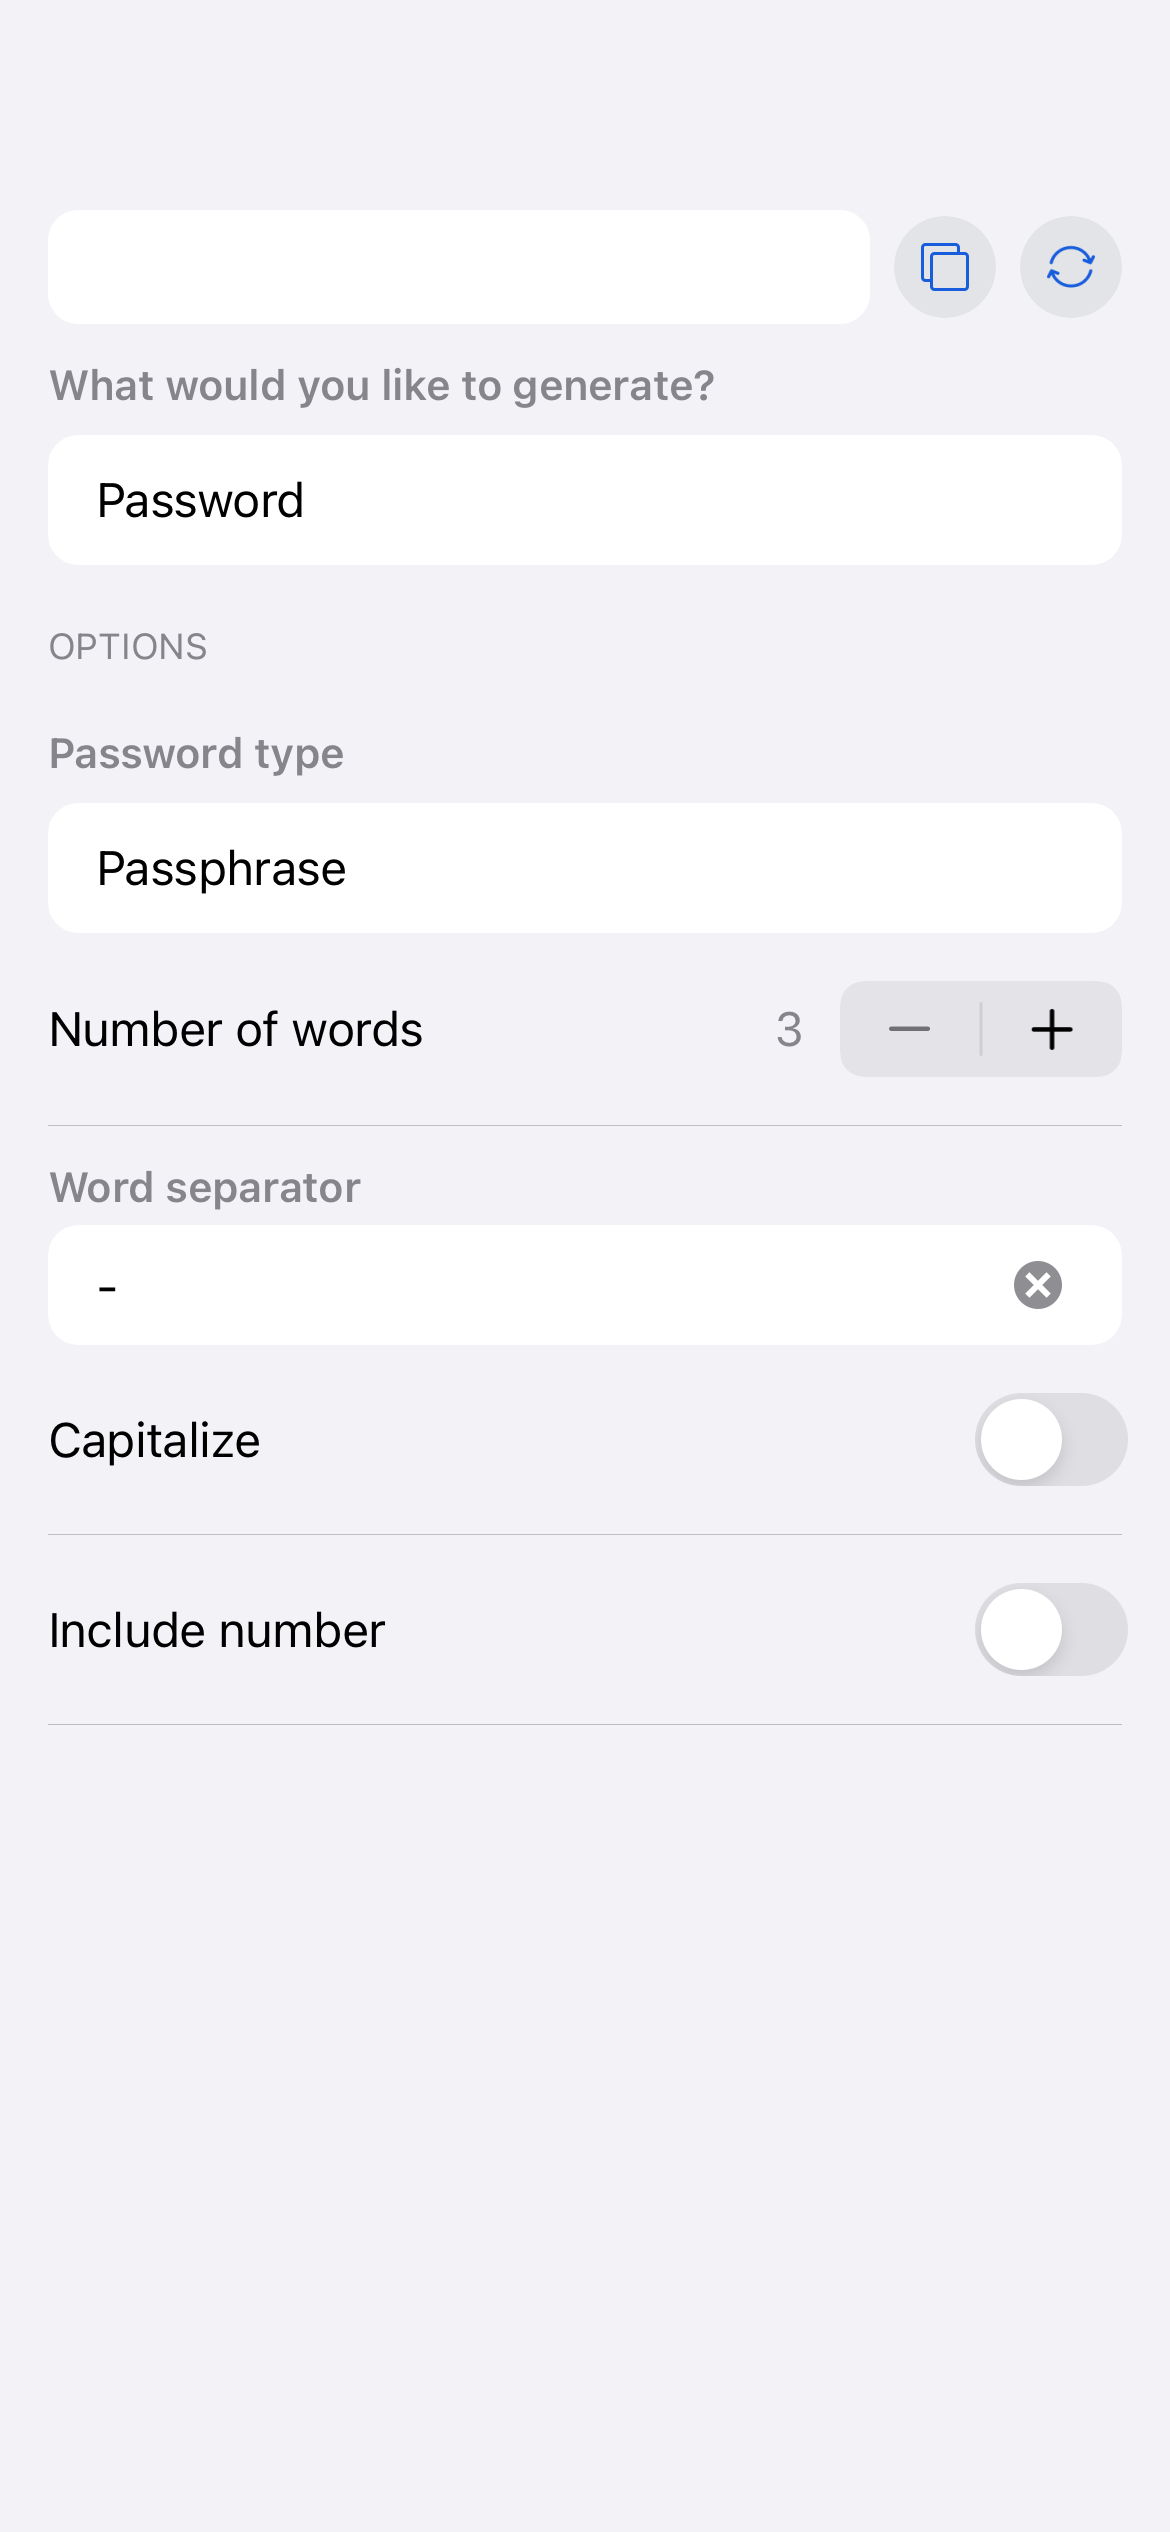 What would you like to generate?
Password
OPTIONS
Password type
Passphrase
Number of words 3
Word separator
-
Capitalize
Include number